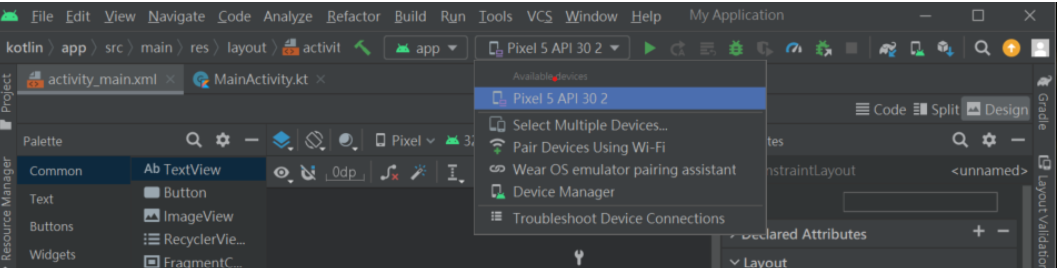 File Edit View Navigate Code Analyze Refactor Build Run Tools VCS Window Help My Application
kotlin app src main res layout activit app Pixel 5 API 30 2
activity_main.xml MainActivity.kt
Available devices
Pixel 5 API 30 2
Select Multiple Devices...
Pair Devices Using Wi-Fi
Wear OS emulator pairing assistant
Device Manager
Troubleshoot Device Connections
Code Split Design
Palette Pixel
Common
Text
Buttons
Widgets
Ab TextView
Button
ImageView
RecyclerVie...
FragmentC...
0dp
tes
nstraintLayout <unnamed>
Declared Attributes
Layout
Project
Resource Manager
Gradle
Layout Validation